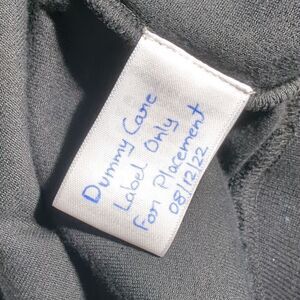 Dummy Care
Label Only
For Placement
08/12/22